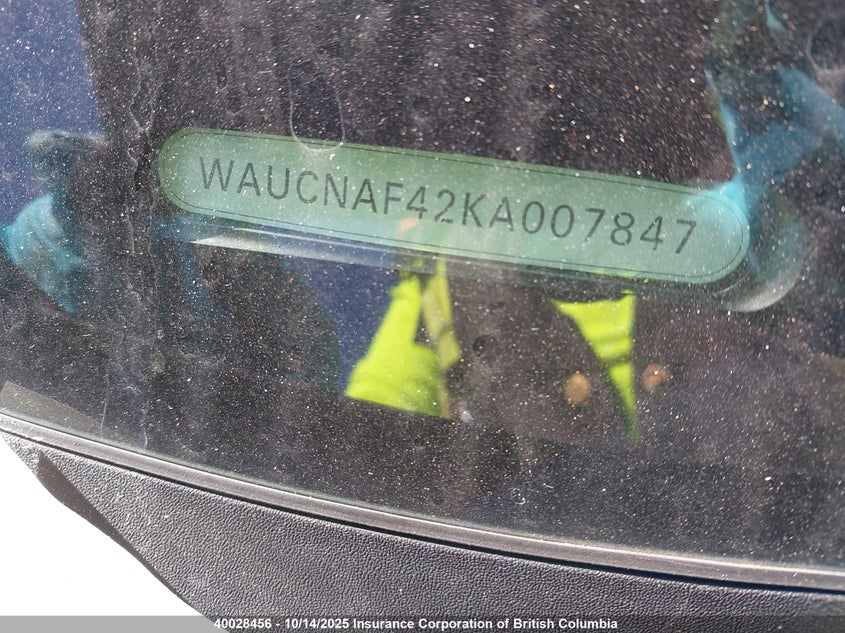 WAUCNAF42KA007847
40028456 - 10/14/2025 Insurance Corporation of British Columbia